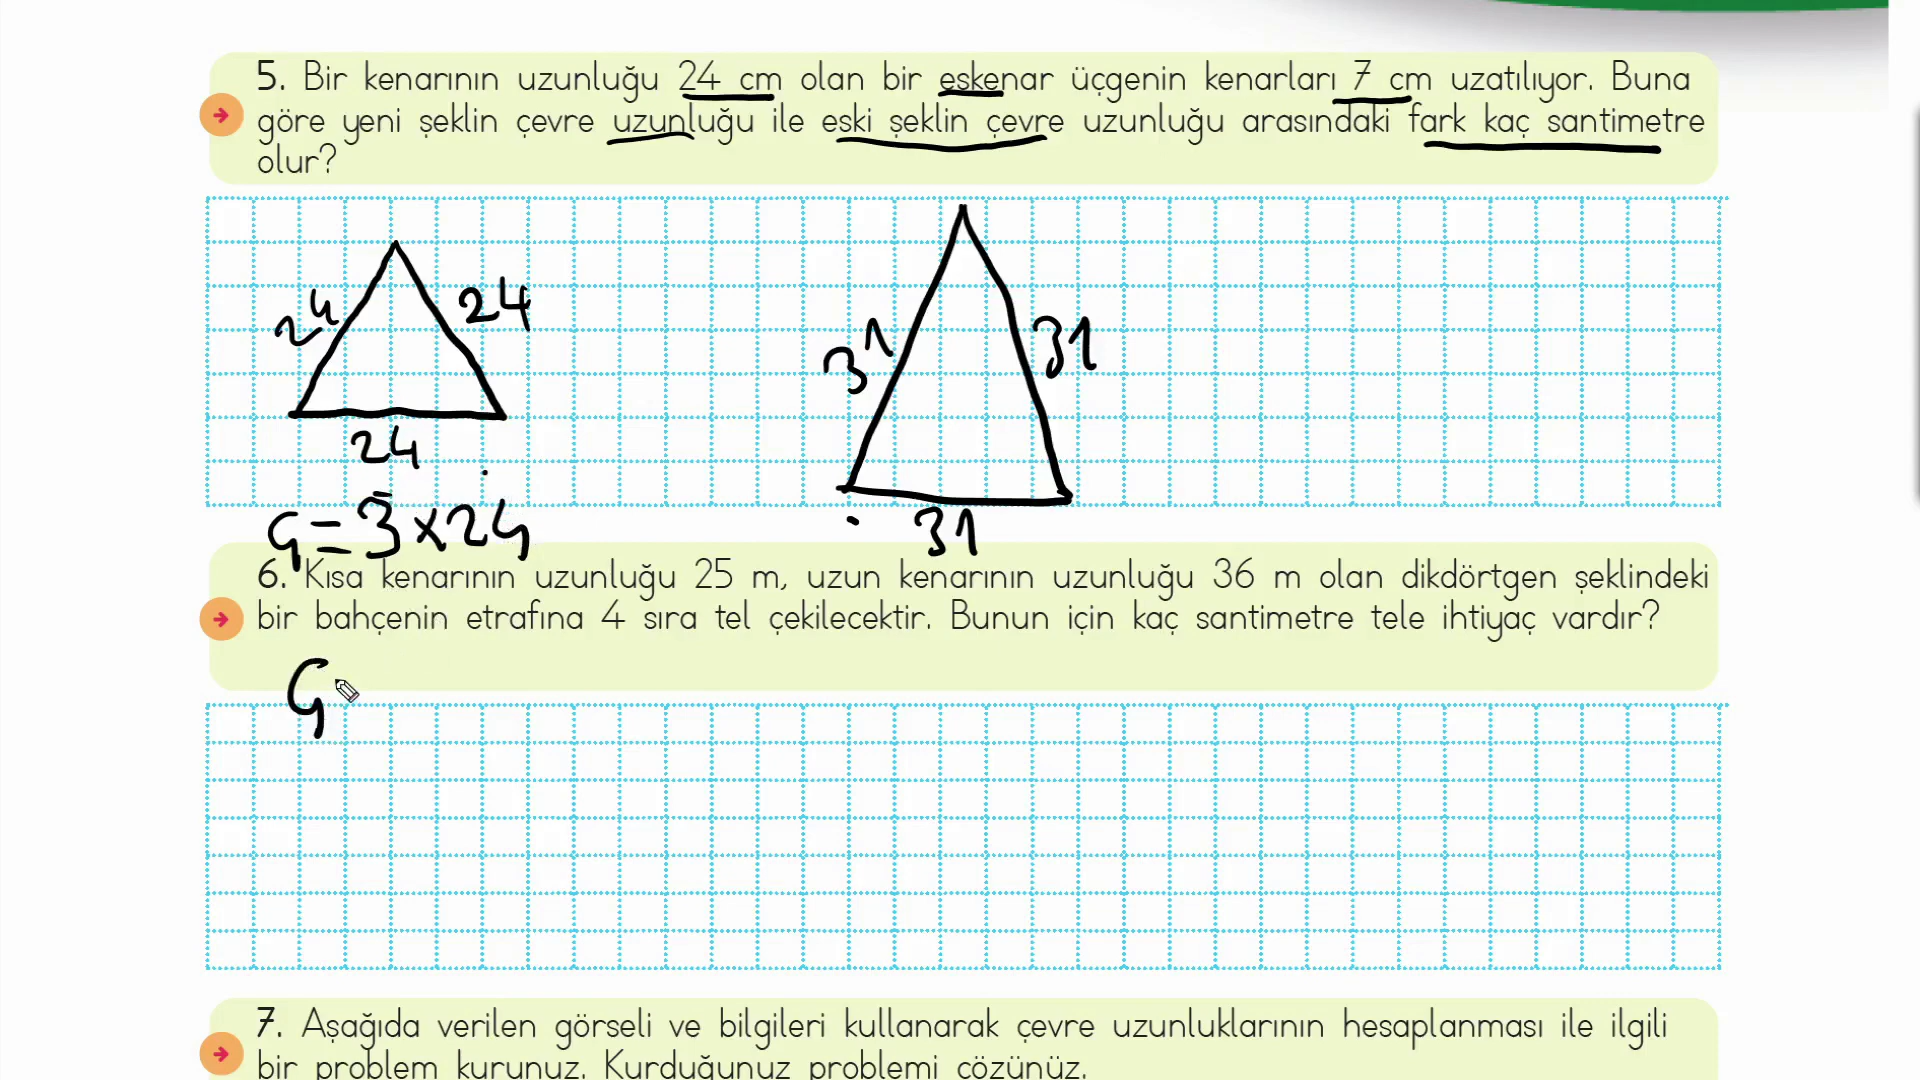 5. Bir kenarının uzunluğu 24 cm olan bir eşkenar üçgenin kenarları 7 cm uzatılıyor. Buna
göre yeni şeklin çevre uzunluğu ile eski şeklin çevre uzunluğu arasındaki fark kaç santimetre
olur?
24
24
24
31
31
31
Ç = 3 x 24
6. Kısa kenarının uzunluğu 25 m, uzun kenarının uzunluğu 36 m olan dikdörtgen şeklindeki
bir bahçenin etrafına 4 sıra tel çekilecektir. Bunun için kaç santimetre tele ihtiyaç vardır?
Ç
7. Aşağıda verilen görseli ve bilgileri kullanarak çevre uzunluklarının hesaplanması ile ilgili
bir problem kurunuz. Kurduğunuz problemi çözünüz.